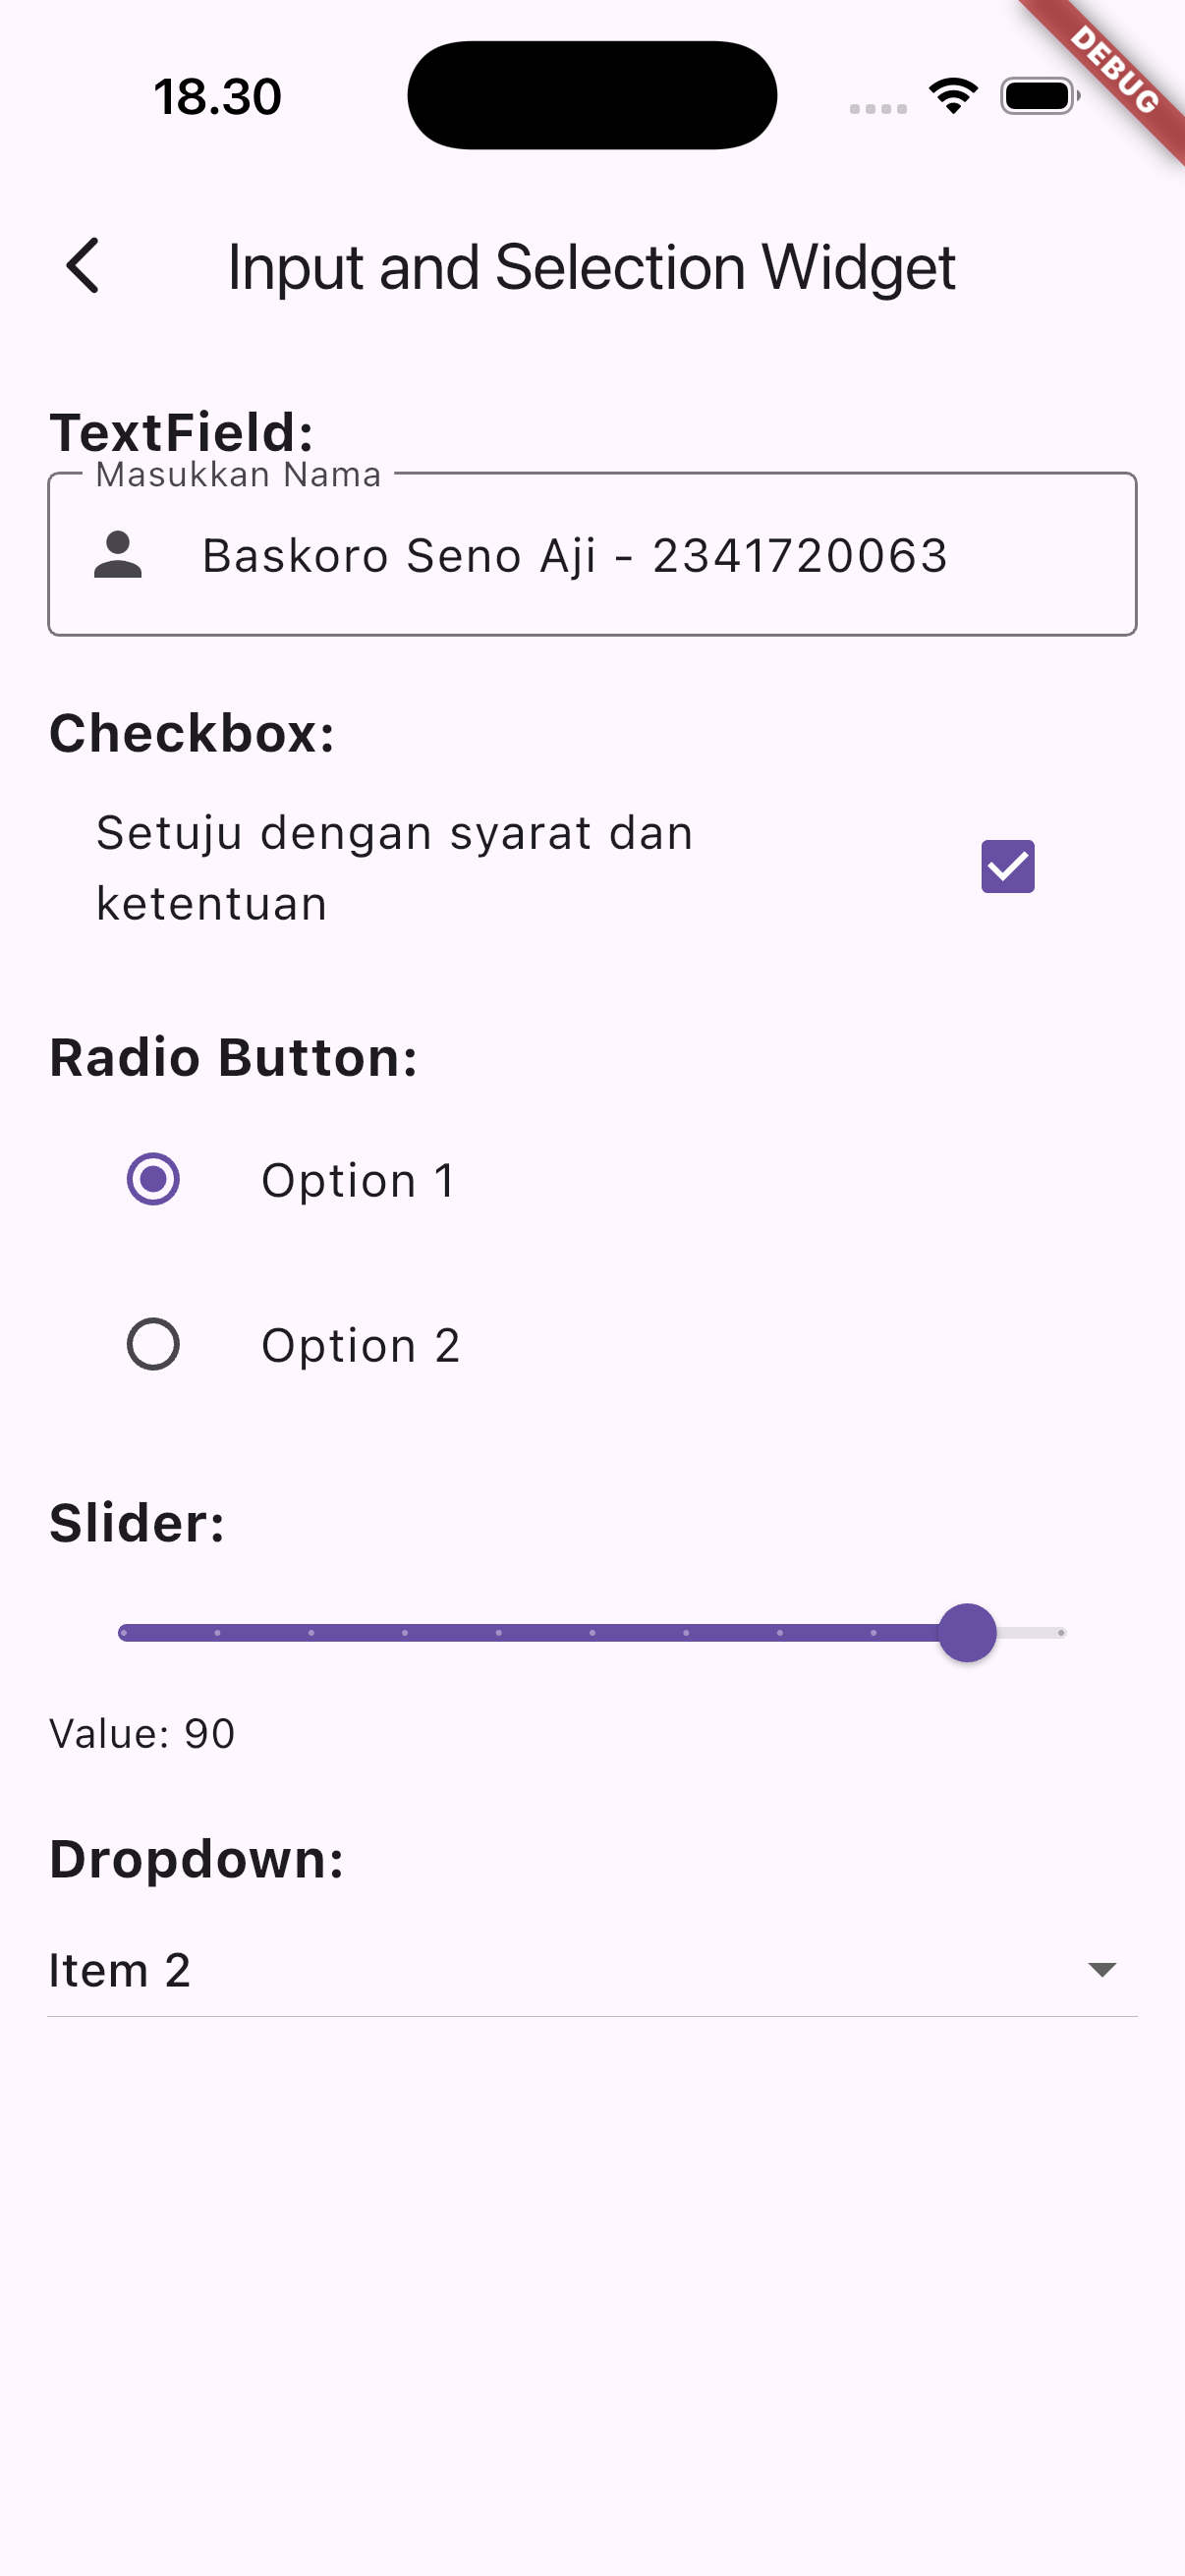 18.30
DEBUG
Input and Selection Widget
TextField:
Masukkan Nama
Baskoro Seno Aji - 2341720063
Checkbox:
Setuju dengan syarat dan
ketentuan
Radio Button:
Option 1
Option 2
Slider:
Value: 90
Dropdown:
Item 2